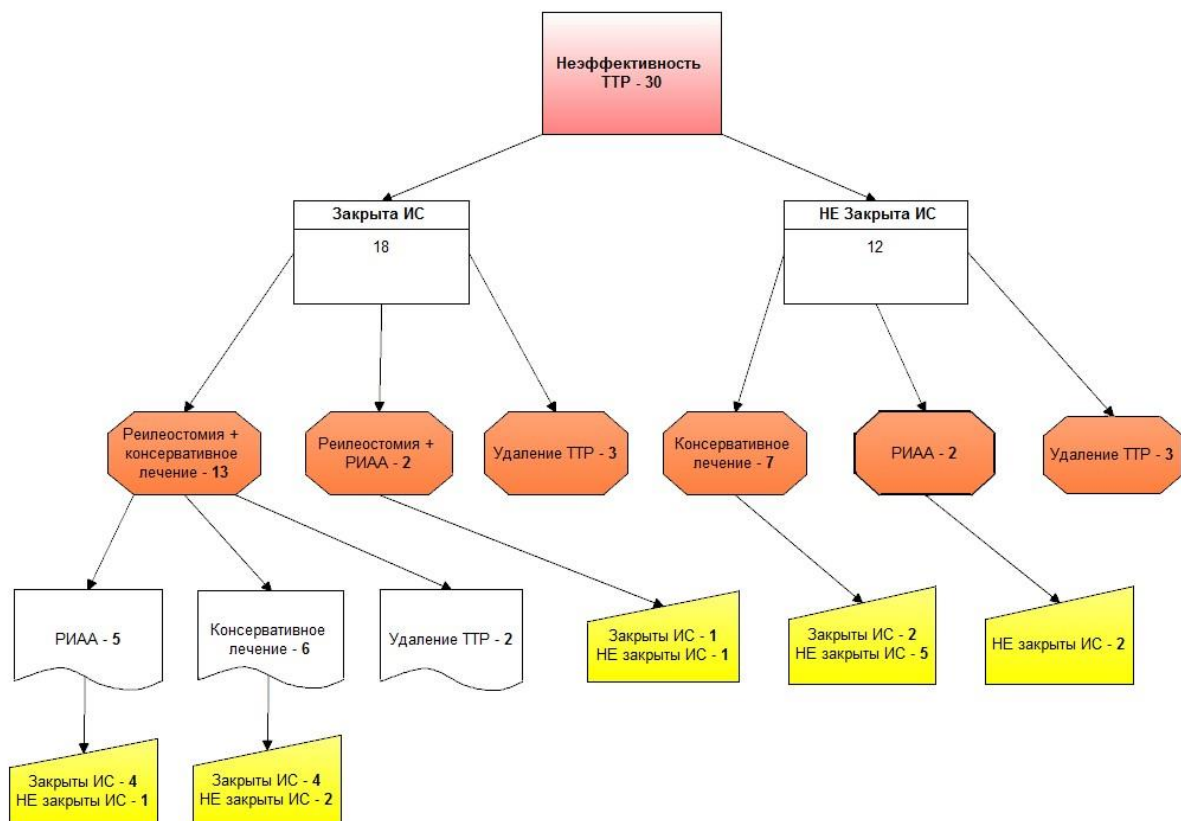 Неэффективность
ТТР - 30
Закрыта ИС
18
НЕ Закрыта ИС
12
Реилеостомия +
консервативное
лечение - 13
Реилеостомия +
РИАА - 2
Удаление ТТР - 3
Консервативное
лечение - 7
РИАА - 2
Удаление ТТР - 3
РИАА - 5
Консервативное
лечение - 6
Удаление ТТР - 2
Закрыты ИС - 1
НЕ закрыты ИС - 1
Закрыты ИС - 2
НЕ закрыты ИС - 5
НЕ закрыты ИС - 2
Закрыты ИС - 4
НЕ закрыты ИС - 1
Закрыты ИС - 4
НЕ закрыты ИС - 2